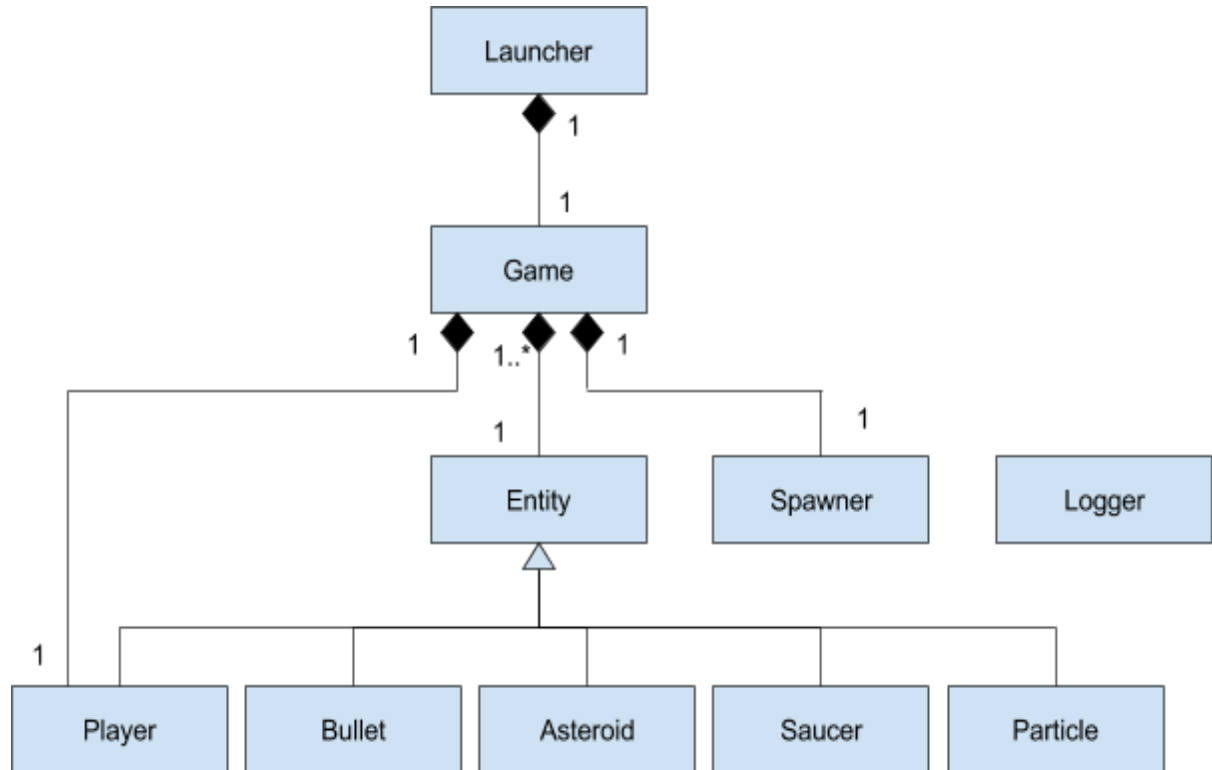 Launcher
1
1
Game
1
1..*
1
1
1
Entity
Spawner
Logger
1
Player
Bullet
Asteroid
Saucer
Particle